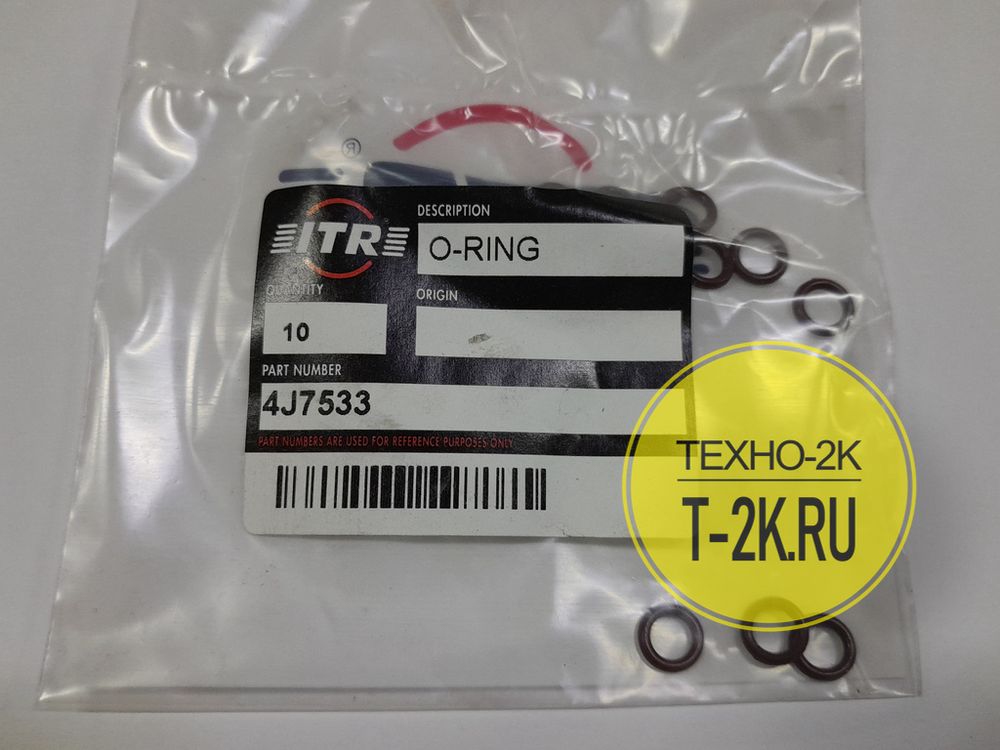 ®
ITR
DESCRIPTION
O-RING
QUANTITY
ORIGIN
10
PART NUMBER
4J7533
PART NUMBERS ARE USED FOR REFERENCE PURPOSES ONLY
ТЕХНО-2К
T-2K.RU